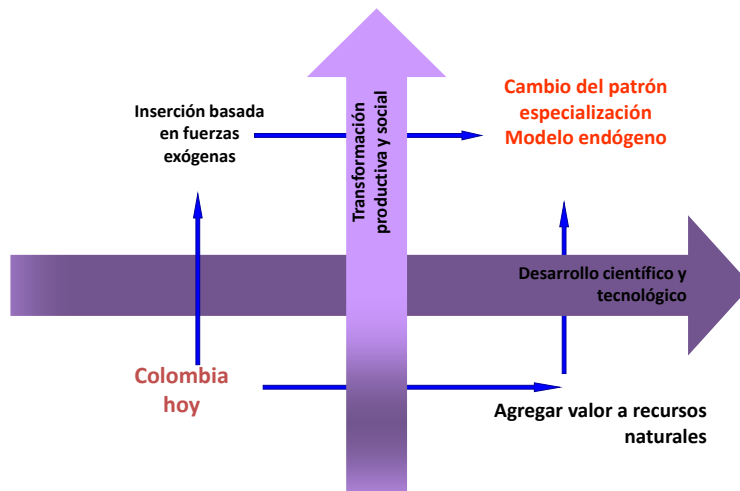 Inserción basada
en fuerzas
exógenas
Transformación
productiva y social
Cambio del patrón
especialización
Modelo endógeno
Desarrollo científico y
tecnológico
Colombia
hoy
Agregar valor a recursos
naturales